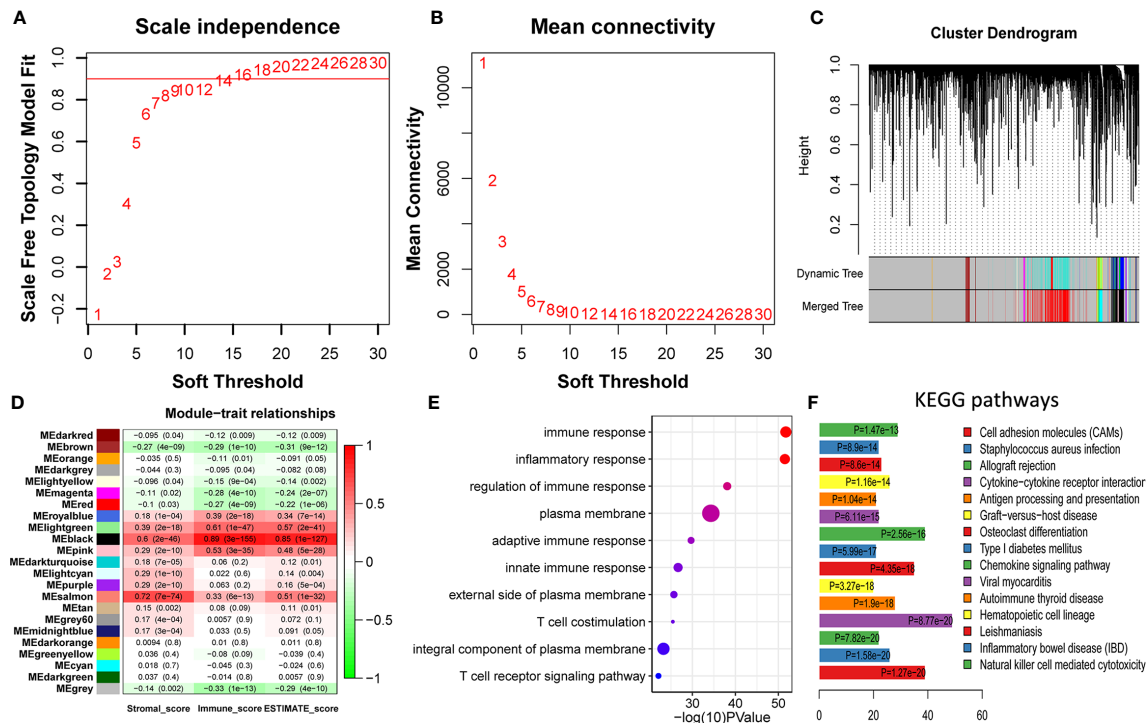 A
Scale independence
Scale Free Topology Model Fit
−0.2 0.0 0.2 0.4 0.6 0.8 1.0
1 2 3 4 5 6 7 8 9 10 12 14 16 18 20 22 24 26 28 30
0 5 10 15 20 25 30
Soft Threshold
B
Mean connectivity
Mean Connectivity
0 2000 6000 10000
1 2 3 4 5 6 7 8 9 10 12 14 16 18 20 22 24 26 28 30
0 5 10 15 20 25 30
Soft Threshold
C
Cluster Dendrogram
Height
0.2 0.4 0.6 0.8 1.0
Dynamic Tree
Merged Tree
D
Module−trait relationships
MEdarkred −0.095 (0.04) −0.12 (0.009) −0.12 (0.009)
MEbrown −0.27 (4e−09) −0.29 (1e−10) −0.31 (9e−12)
MEorange −0.035 (0.5) −0.11 (0.01) −0.091 (0.05)
MEdarkgrey −0.044 (0.3) −0.095 (0.04) −0.082 (0.08)
MElightyellow −0.096 (0.04) −0.15 (9e−04) −0.14 (0.002)
MEmagenta −0.11 (0.02) −0.28 (4e−10) −0.24 (2e−07)
MEred −0.1 (0.03) −0.27 (4e−09) −0.22 (1e−06)
MEroyalblue 0.18 (1e−04) 0.39 (2e−18) 0.34 (7e−14)
MElightgreen 0.39 (2e−18) 0.61 (1e−47) 0.57 (2e−41)
MEblack 0.6 (2e−46) 0.89 (3e−155) 0.85 (1e−127)
MEpink 0.29 (2e−10) 0.53 (3e−35) 0.48 (5e−28)
MEdarkturquoise 0.18 (7e−05) 0.06 (0.2) 0.12 (0.01)
MElightcyan 0.29 (1e−10) 0.022 (0.6) 0.14 (0.004)
MEpurple 0.29 (2e−10) 0.063 (0.2) 0.16 (5e−04)
MEsalmon 0.72 (7e−74) 0.33 (6e−13) 0.51 (1e−32)
MEtan 0.15 (0.002) 0.08 (0.09) 0.11 (0.01)
MEgrey60 0.17 (4e−04) 0.0057 (0.9) 0.072 (0.1)
MEmidnightblue 0.17 (3e−04) 0.033 (0.5) 0.091 (0.05)
MEdarkorange 0.0094 (0.8) 0.01 (0.8) 0.011 (0.8)
MEgreenyellow 0.036 (0.4) −0.08 (0.09) −0.039 (0.4)
MEcyan 0.018 (0.7) −0.045 (0.3) −0.024 (0.6)
MEdarkgreen 0.037 (0.4) −0.014 (0.8) 0.0057 (0.9)
MEgrey −0.14 (0.002) −0.33 (1e−13) −0.29 (4e−10)
Stromal_score Immune_score ESTIMATE_score
1
0.5
0
−0.5
−1
E
immune response
inflammatory response
regulation of immune response
plasma membrane
adaptive immune response
innate immune response
external side of plasma membrane
T cell costimulation
integral component of plasma membrane
T cell receptor signaling pathway
20 30 40 50
−log(10)PValue
F
KEGG pathways
P=1.47e−13
P=8.9e−14
P=8.6e−14
P=1.16e−14
P=1.04e−14
P=6.11e−15
P=2.56e−16
P=5.99e−17
P=4.35e−18
P=3.27e−18
P=1.9e−18
P=8.77e−20
P=7.82e−20
P=1.58e−20
P=1.27e−20
0 20 40 60
Cell adhesion molecules (CAMs)
Staphylococcus aureus infection
Allograft rejection
Cytokine−cytokine receptor interaction
Antigen processing and presentation
Graft−versus−host disease
Osteoclast differentiation
Type I diabetes mellitus
Chemokine signaling pathway
Viral myocarditis
Autoimmune thyroid disease
Hematopoietic cell lineage
Leishmaniasis
Inflammatory bowel disease (IBD)
Natural killer cell mediated cytotoxicity